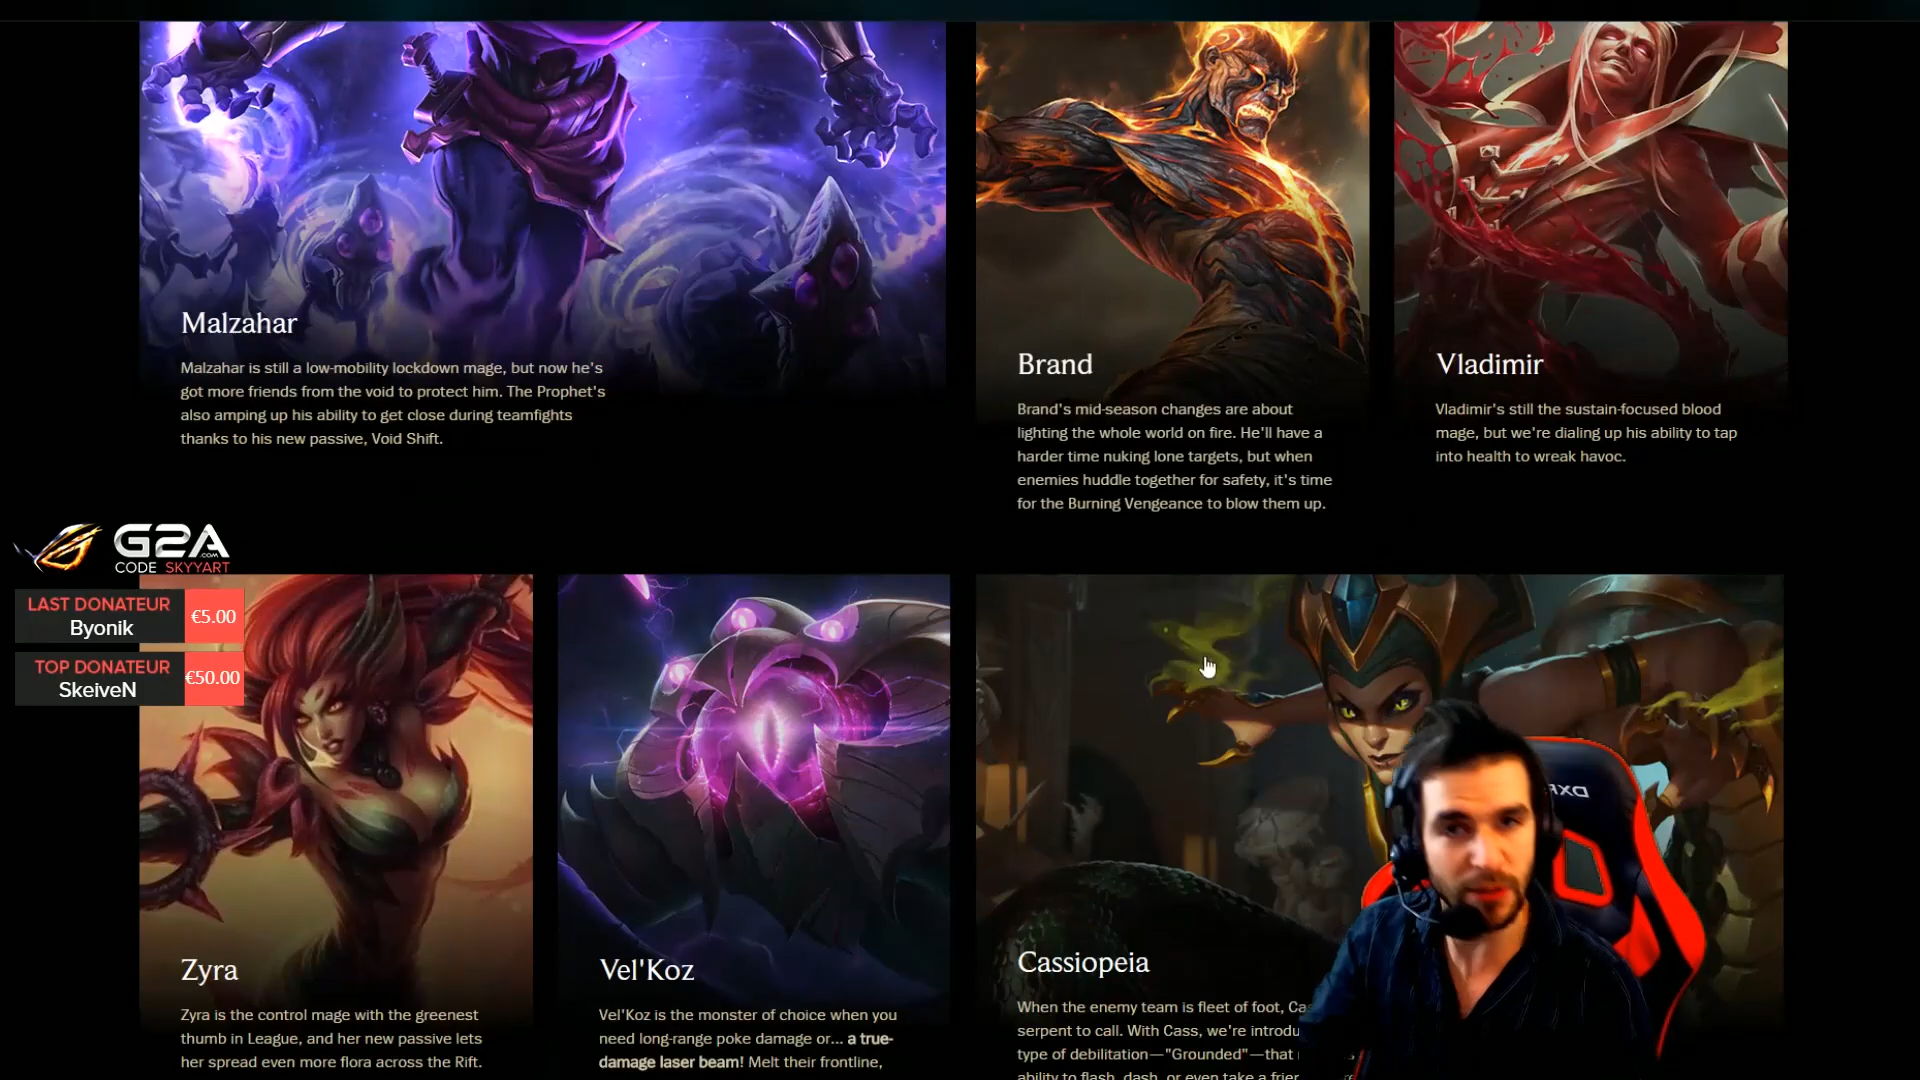 Malzahar
Malzahar is still a low-mobility lockdown mage, but now he's
got more friends from the void to protect him. The Prophet's
also amping up his ability to get close during teamfights
thanks to his new passive, Void Shift.
Brand
Brand's mid-season changes are about
lighting the whole world on fire. He'll have a
harder time nuking lone targets, but when
enemies huddle together for safety, it's time
for the Burning Vengeance to blow them up.
Vladimir
Vladimir's still the sustain-focused blood
mage, but we're dialing up his ability to tap
into health to wreak havoc.
G2A
.COM
CODE SKYYART
LAST DONATEUR
Byonik
€5.00
TOP DONATEUR
SkeiveN
€50.00
Zyra
Zyra is the control mage with the greenest
thumb in League, and her new passive lets
her spread even more flora across the Rift.
Vel'Koz
Vel'Koz is the monster of choice when you
need long-range poke damage or... a true-
damage laser beam! Melt their frontline,
Cassiopeia
When the enemy team is fleet of foot,
serpent to call. With Cass, we're
type of debilitation—"Grounded"—that
ability to flash, dash, or even take a